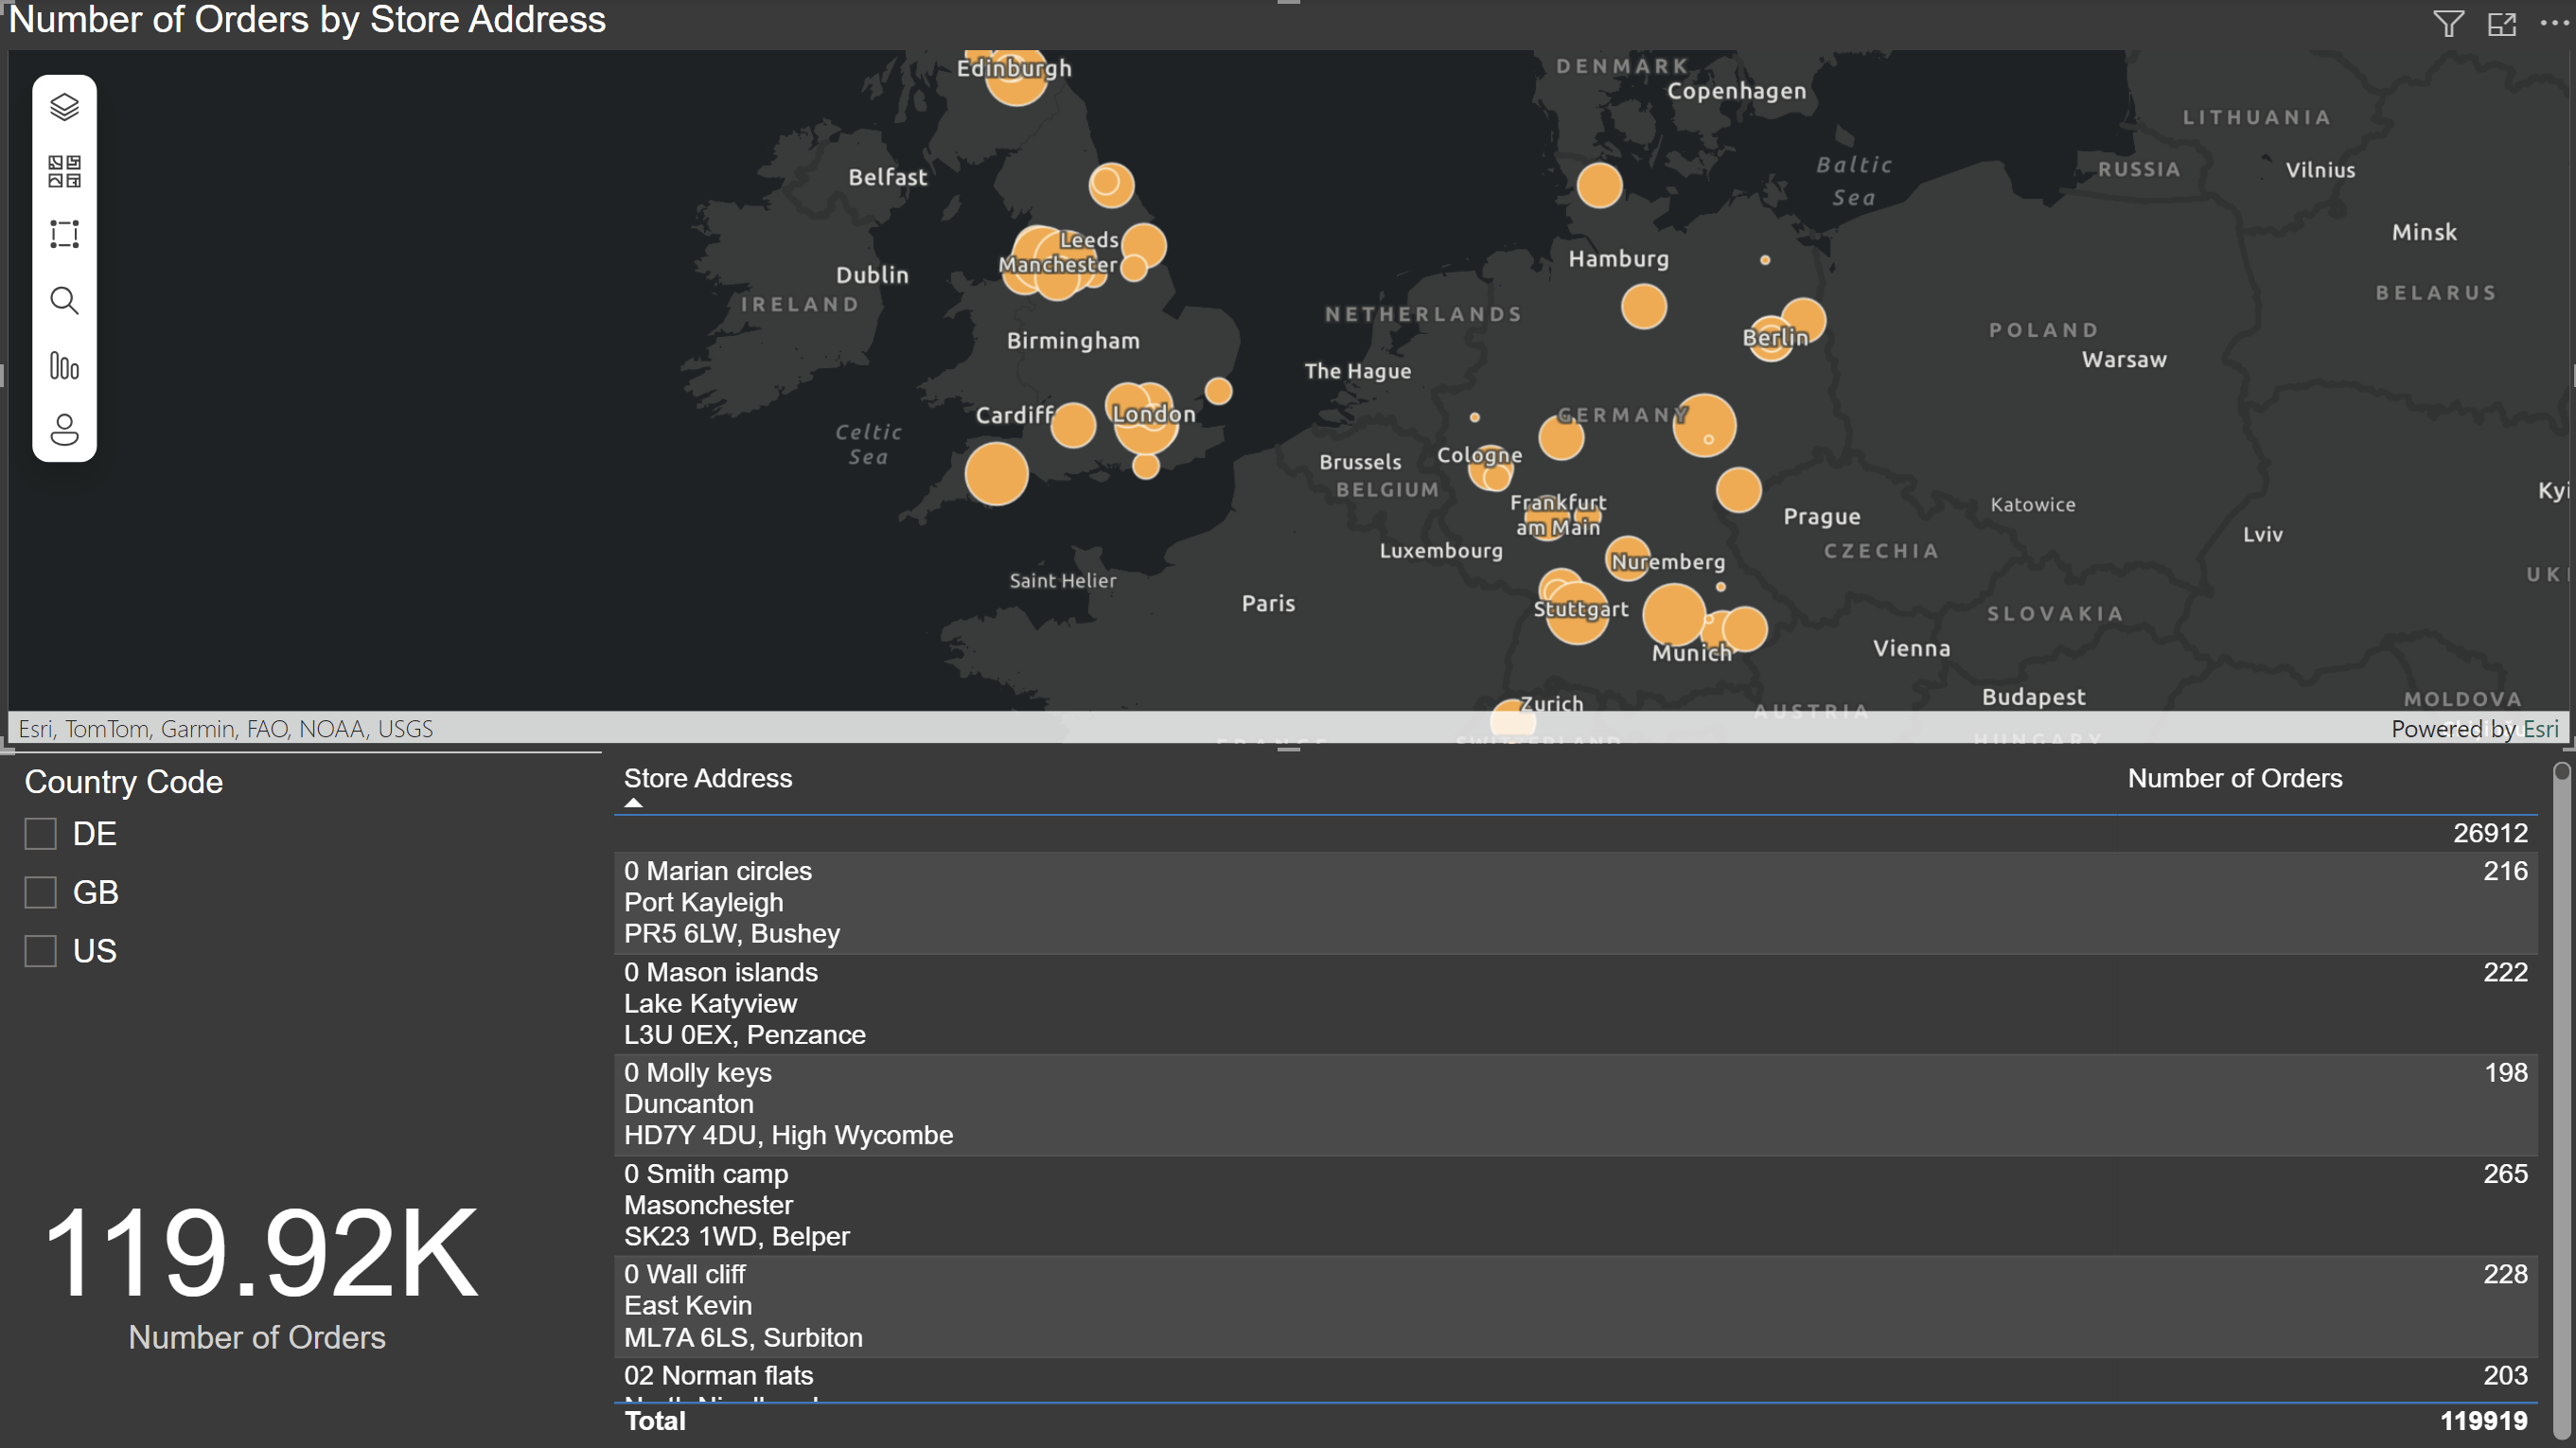 Number of Orders by Store Address
Edinburgh
DENMARK
Copenhagen
LITHUANIA
Belfast
Baltic
Sea
RUSSIA
Vilnius
Leeds
Manchester
Minsk
Dublin
Hamburg
IRELAND
NETHERLANDS
BELARUS
Birmingham
Berlin
POLAND
Warsaw
The Hague
Cardiff
London
GERMANY
Celtic
Sea
Brussels
Cologne
BELGIUM
Kyi
Frankfurt
am Main
Prague
Katowice
Lviv
Luxembourg
Nuremberg
CZECHIA
Saint Helier
UK
Paris
Stuttgart
SLOVAKIA
Munich
Vienna
Zurich
Budapest
MOLDOVA
AUSTRIA
Esri, TomTom, Garmin, FAO, NOAA, USGS
Powered by Esri
FRANCE
SWITZERLAND
HUNGARY
Country Code
DE
GB
US
119.92K
Number of Orders
Store Address
Number of Orders
26912
0 Marian circles
216
Port Kayleigh
PR5 6LW, Bushey
0 Mason islands
222
Lake Katyview
L3U 0EX, Penzance
0 Molly keys
198
Duncanton
HD7Y 4DU, High Wycombe
0 Smith camp
265
Masonchester
SK23 1WD, Belper
0 Wall cliff
228
East Kevin
ML7A 6LS, Surbiton
02 Norman flats
203
Total
119919